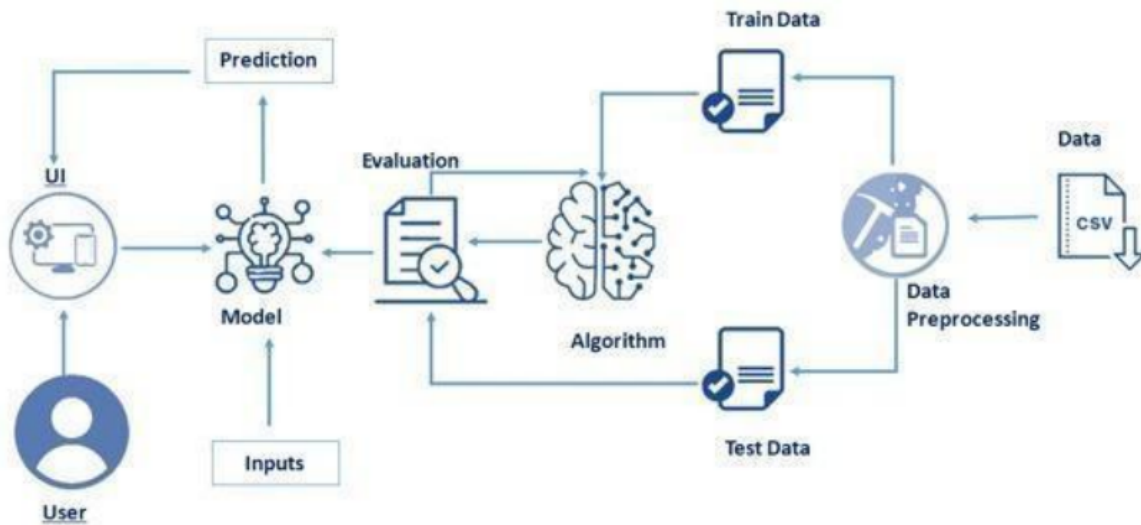 Train Data
Prediction
Evaluation
Data
UI
CSV
Model
Algorithm
Data
Preprocessing
Inputs
Test Data
User